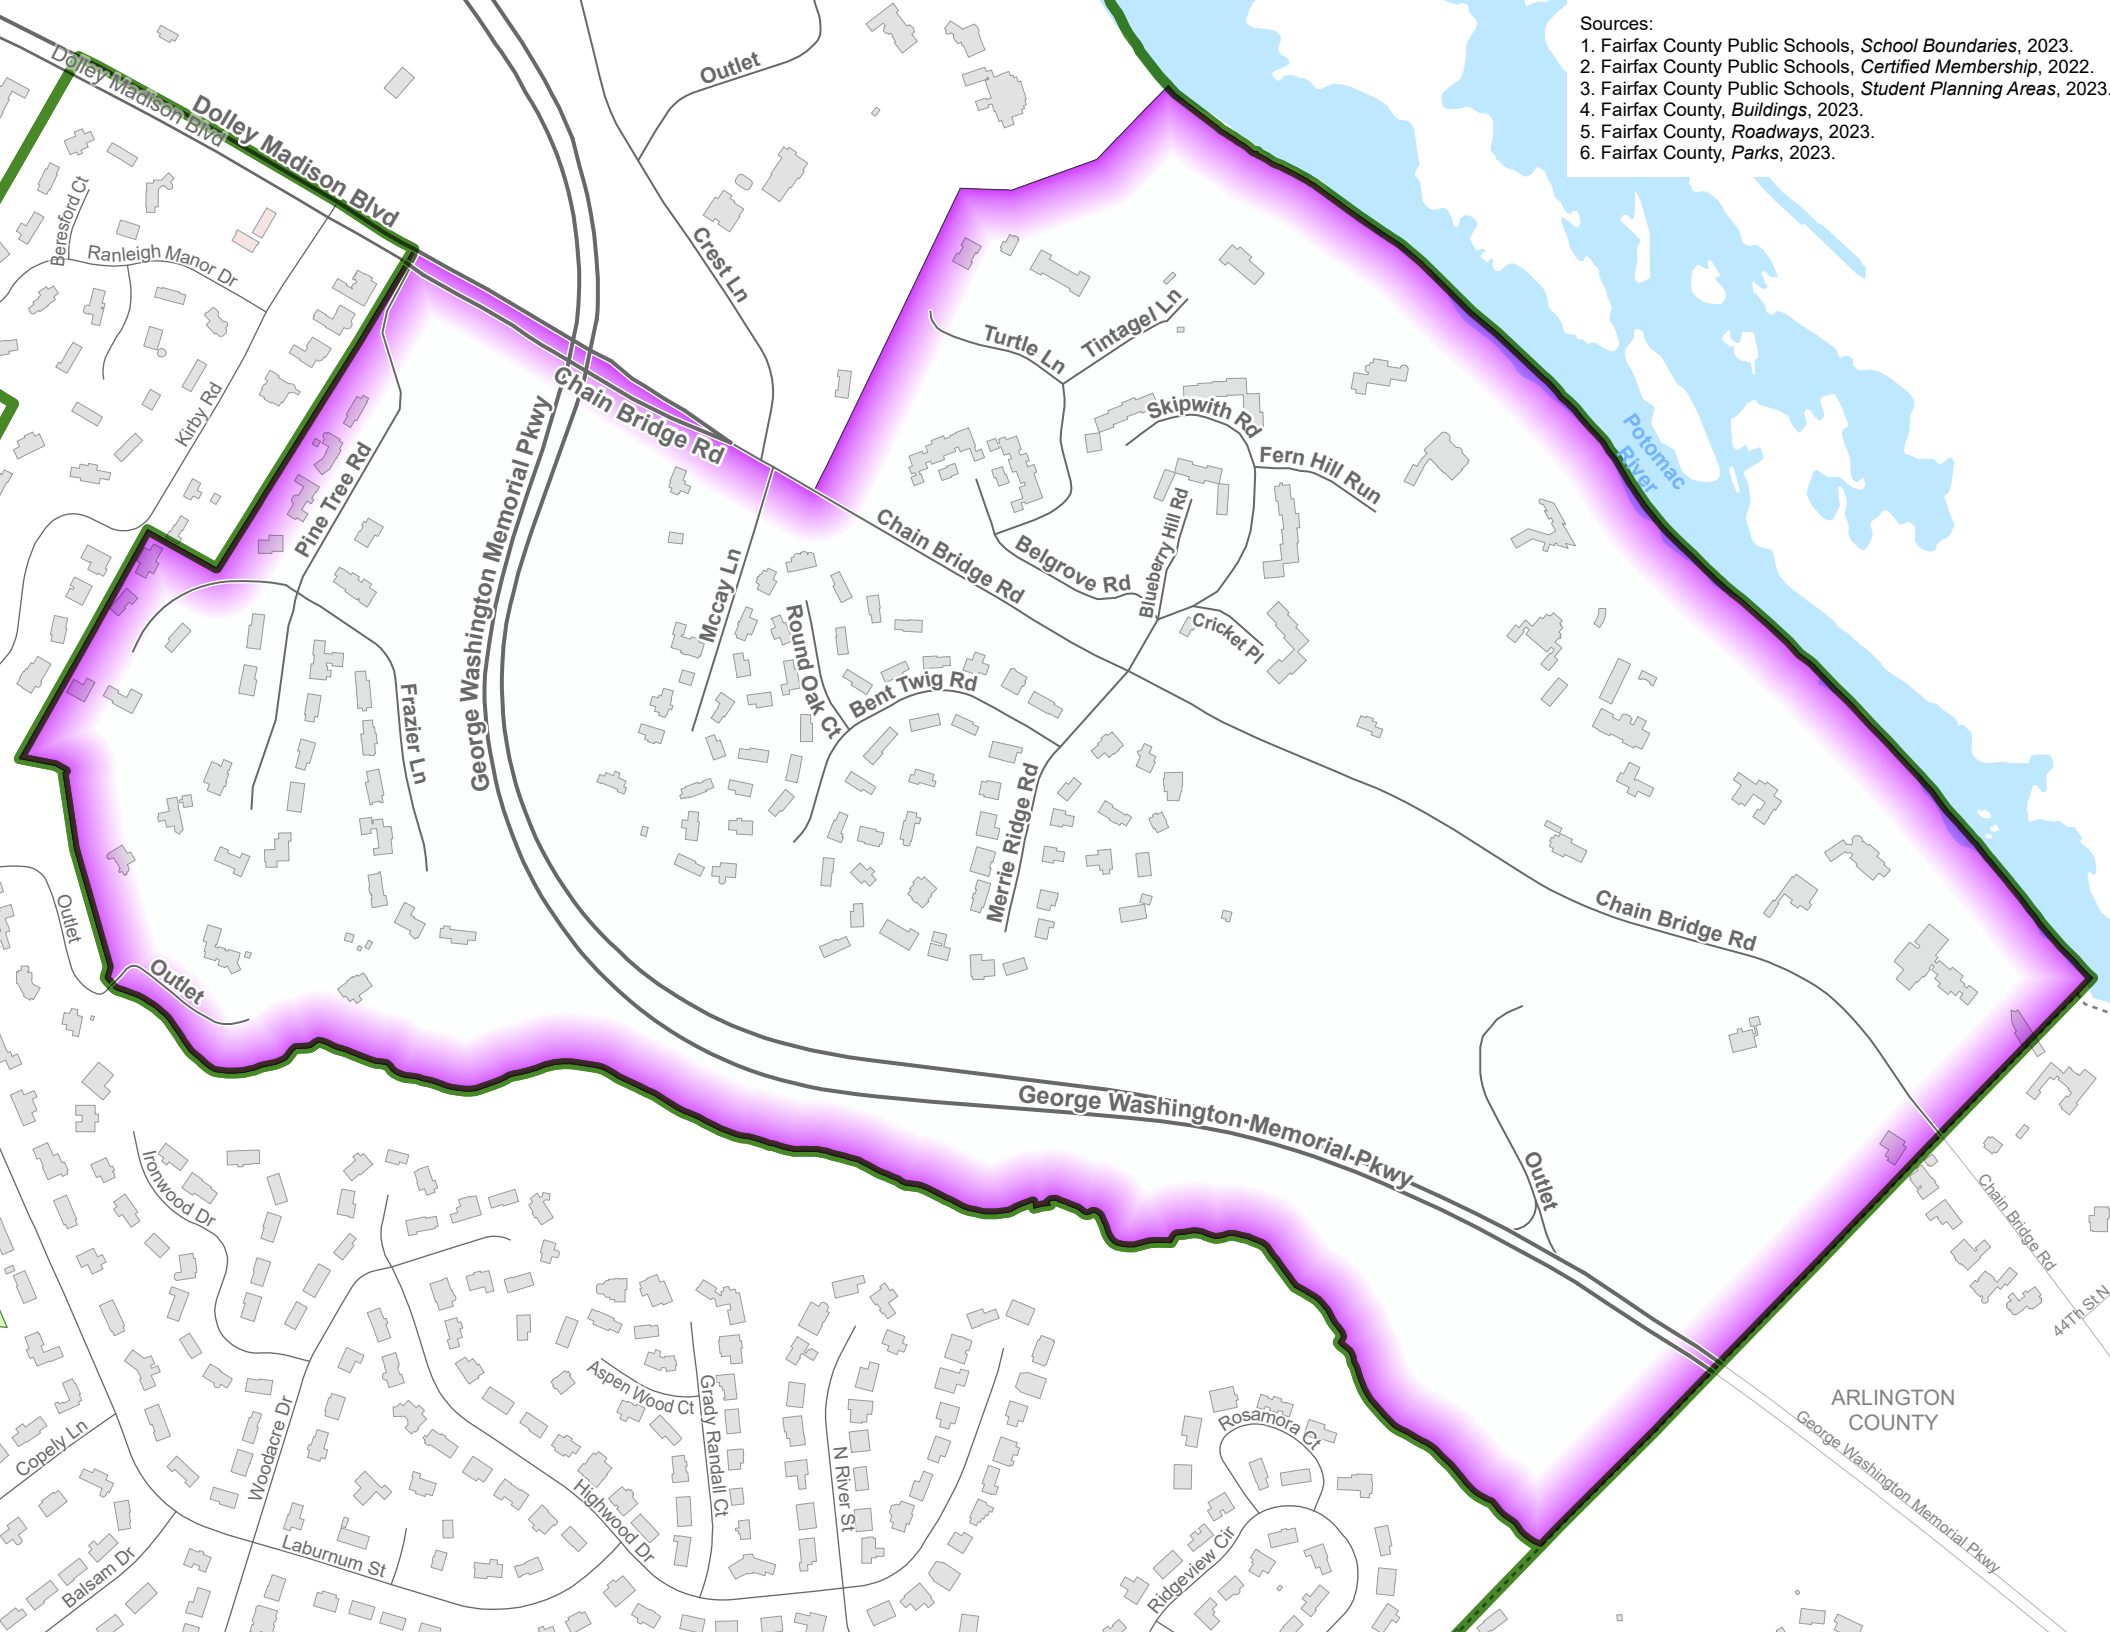 Sources:
1. Fairfax County Public Schools, School Boundaries, 2023.
2. Fairfax County Public Schools, Certified Membership, 2022.
3. Fairfax County Public Schools, Student Planning Areas, 2023.
4. Fairfax County, Buildings, 2023.
5. Fairfax County, Roadways, 2023.
6. Fairfax County, Parks, 2023.
Dolley Madison Blvd
Dolley Madison Blvd
Outlet
Beresford Ct
Ranleigh Manor Dr
Crest Ln
Kirby Rd
Turtle Ln
Tintagel Ln
Chain Bridge Rd
Skipwith Rd
Fern Hill Run
Potomac
River
Pine Tree Rd
George Washington Memorial Pkwy
Chain Bridge Rd
Belgrove Rd
Blueberry Hill Rd
Mccay Ln
Round Oak Ct
Cricket Pl
Bent Twig Rd
Frazier Ln
Merrie Ridge Rd
Chain Bridge Rd
Outlet
Outlet
George Washington Memorial Pkwy
Outlet
Ironwood Dr
Chain Bridge Rd
44Th St N
ARLINGTON
COUNTY
George Washington Memorial Pkwy
Aspen Wood Ct
Grady Randall Ct
Rosamora Ct
Copely Ln
Woodacre Dr
N River St
Highwood Dr
Laburnum St
Balsam Dr
Ridgeview Cir